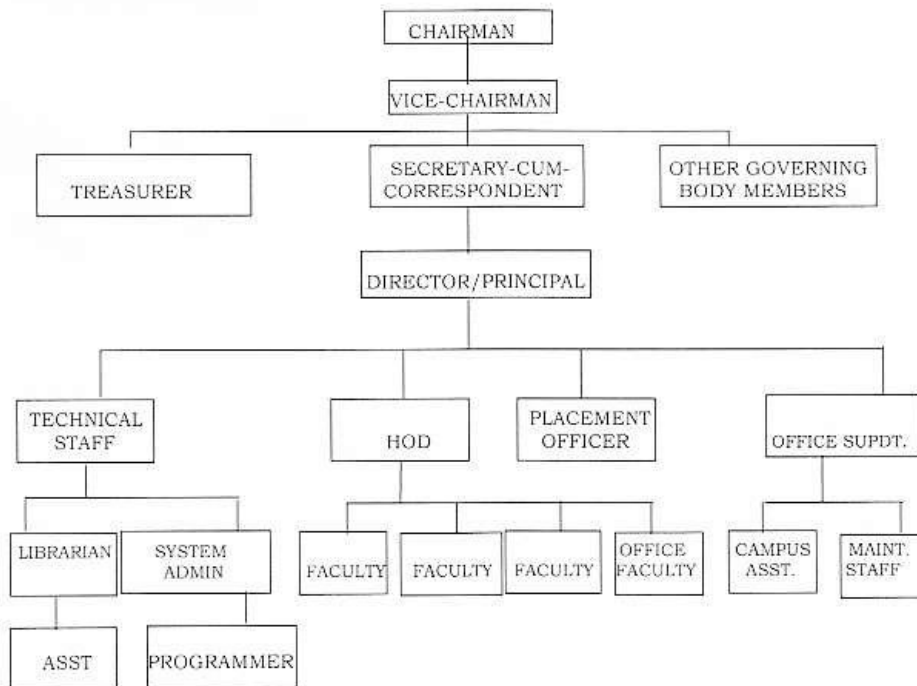 CHAIRMAN
VICE-CHAIRMAN
TREASURER
SECRETARY-CUM-
CORRESPONDENT
OTHER GOVERNING
BODY MEMBERS
DIRECTOR/PRINCIPAL
TECHNICAL
STAFF
HOD
PLACEMENT
OFFICER
OFFICE SUPDT.
LIBRARIAN
SYSTEM
ADMIN
FACULTY
FACULTY
FACULTY
OFFICE
FACULTY
CAMPUS
ASST.
MAINT.
STAFF
ASST
PROGRAMMER